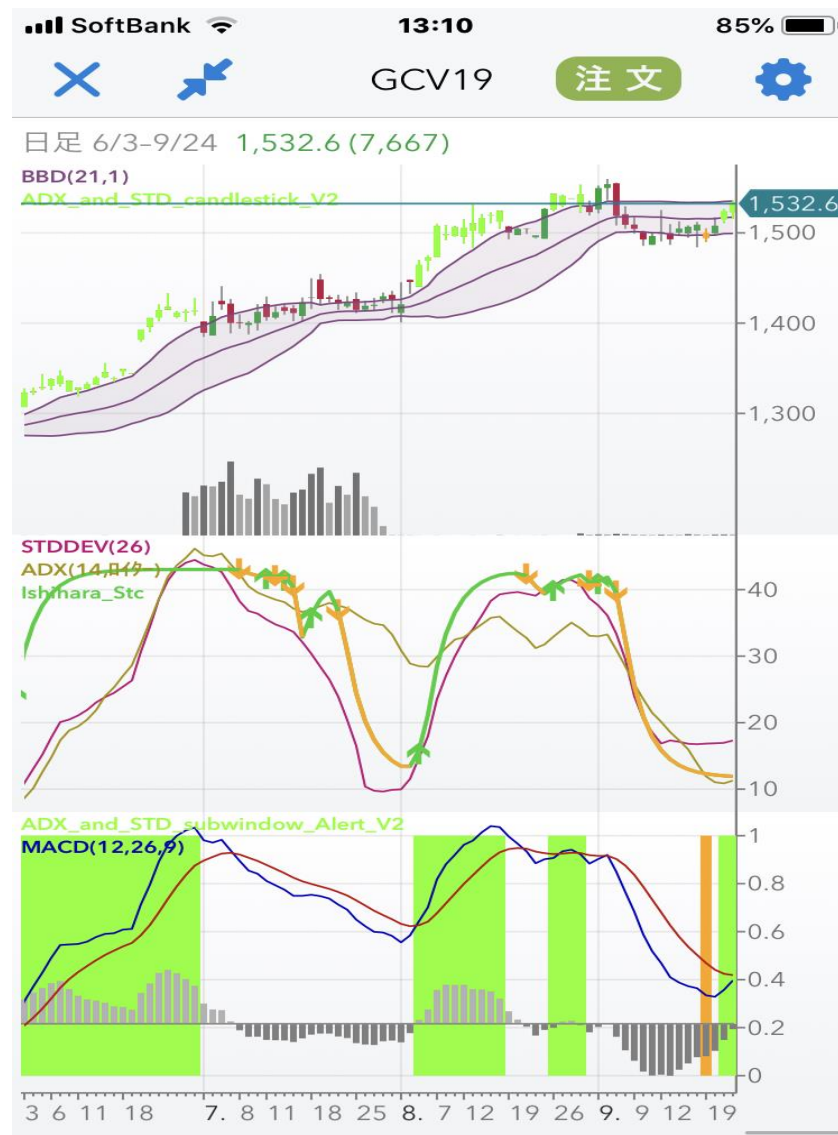 SoftBank 13:10 85%
GCV19 注文
日足 6/3-9/24 1,532.6 (7,667)
BBD(21,1)
ADX_and_STD_candlestick_V2
1,532.6
1,500
1,400
1,300
STDDEV(26)
Ishihara_Stc
40
30
20
10
ADX_and_STD_subwindow_Alert_V2
MACD(12,26,9)
1
0.8
0.6
0.4
0.2
0
3 6 11 18 7. 8 11 18 25 8. 7 12 19 26 9. 9 12 19